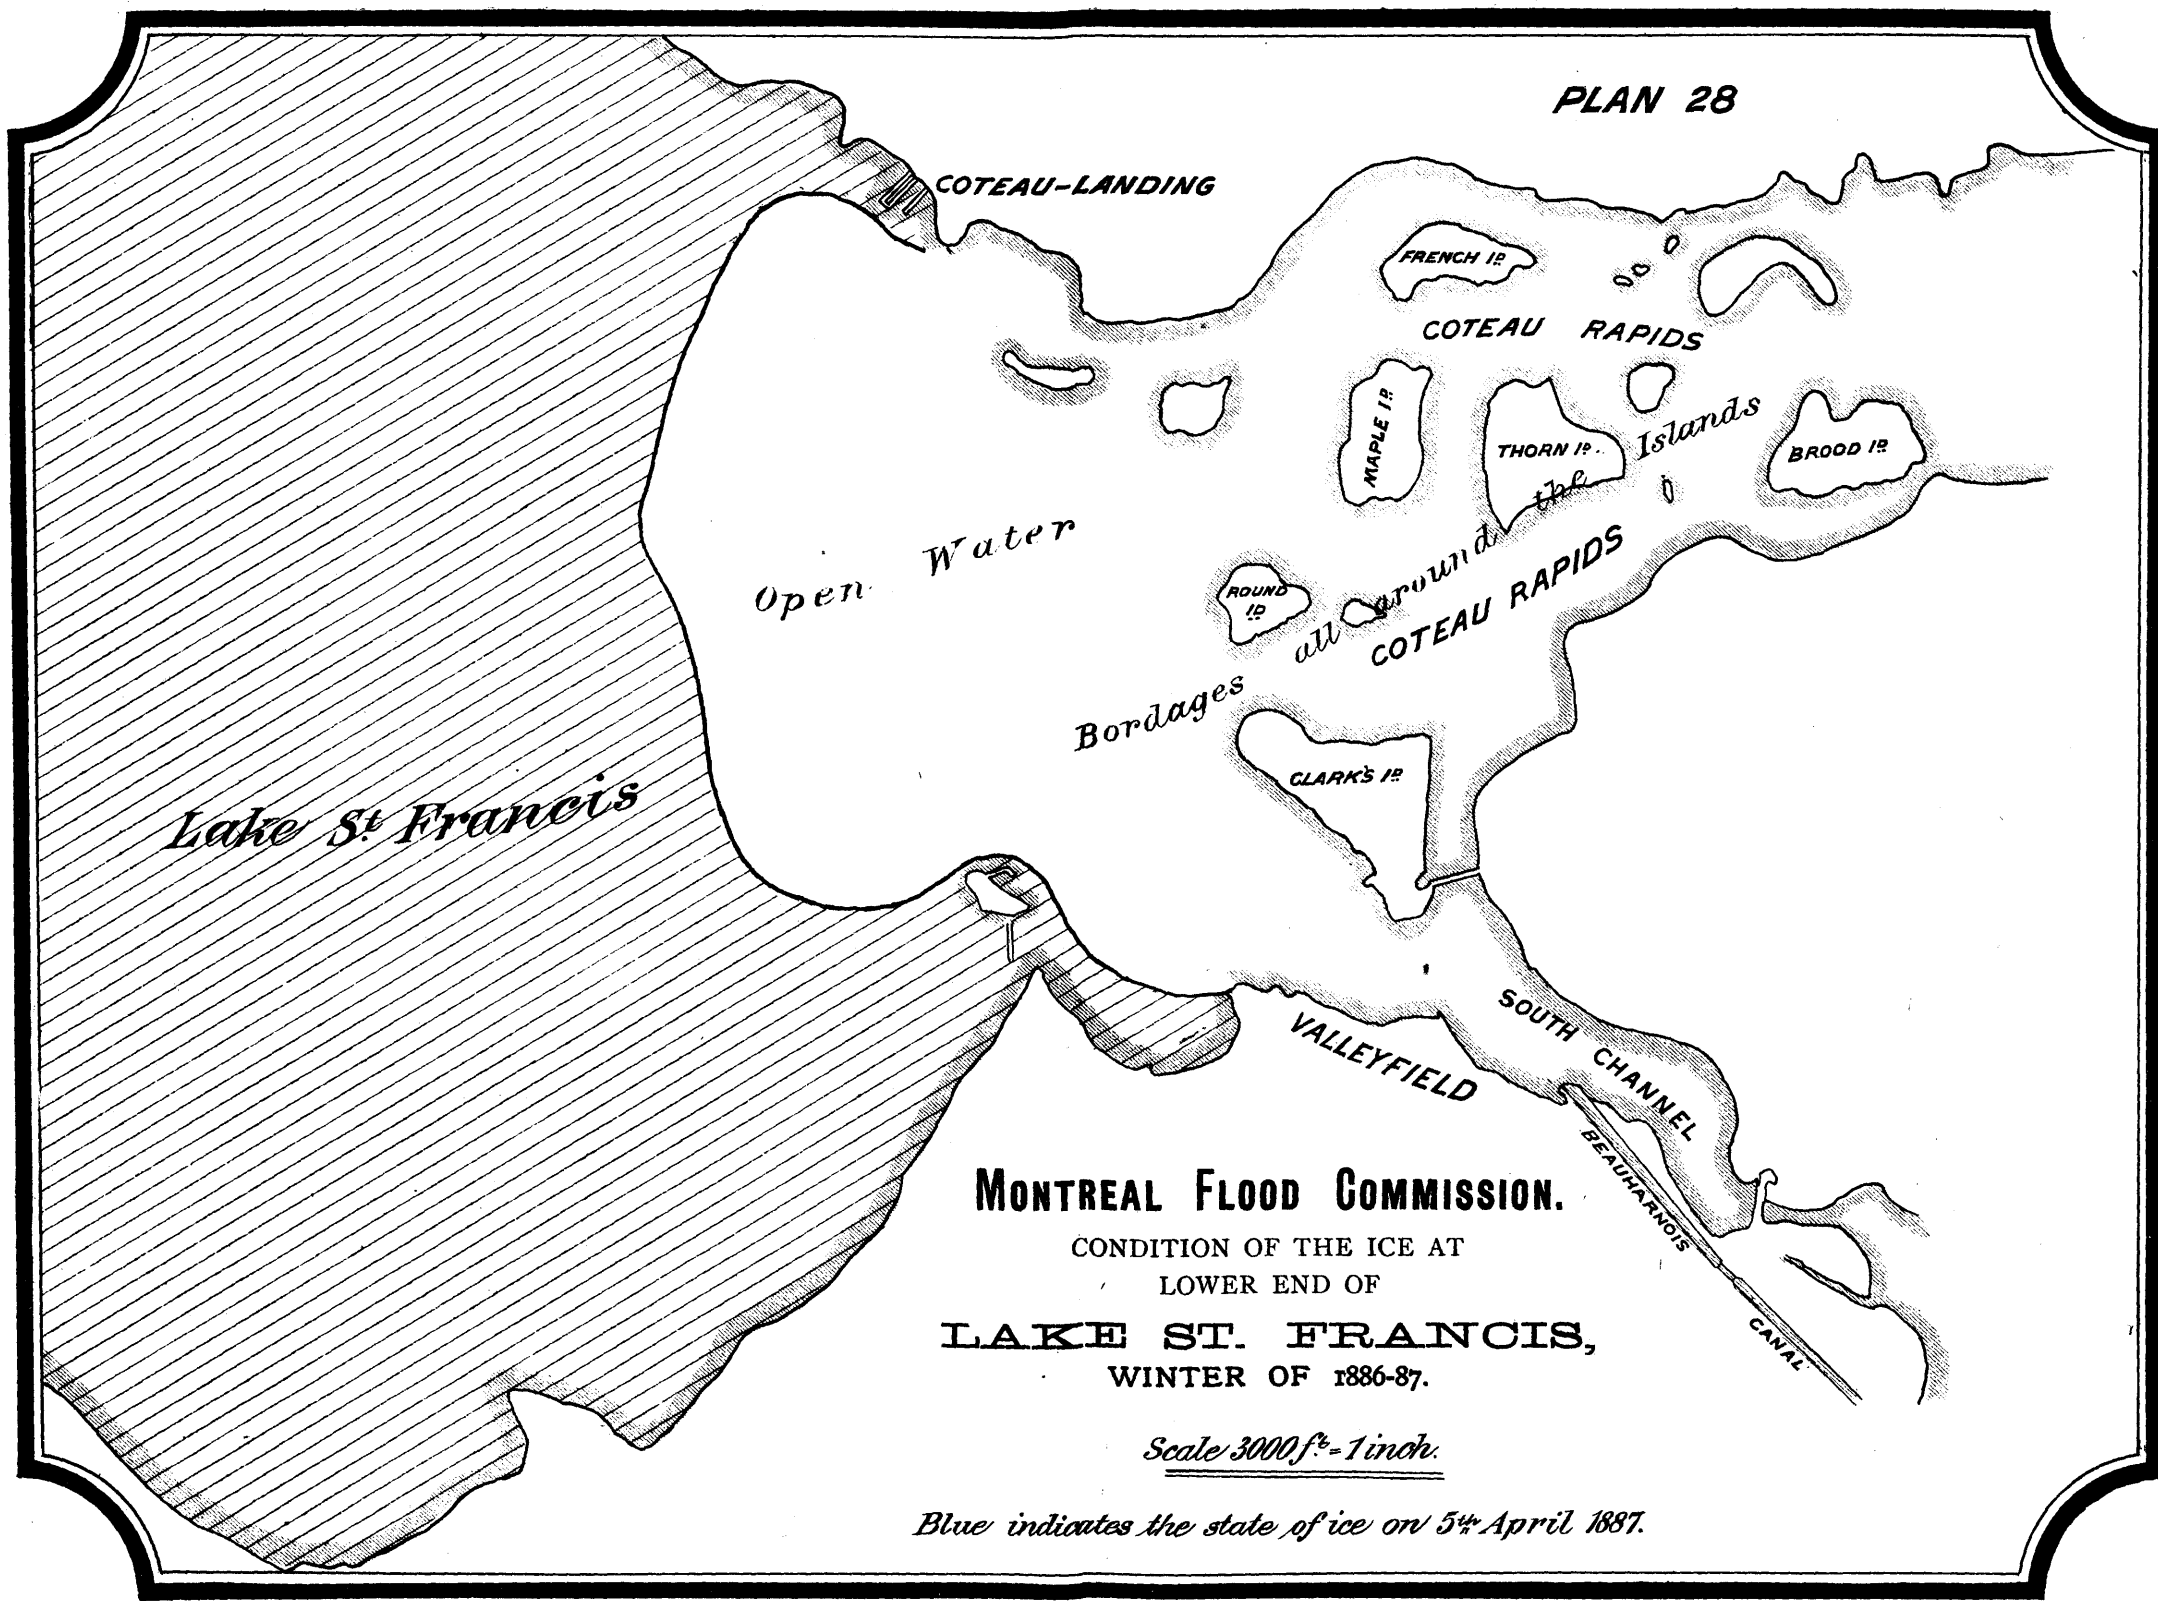 PLAN 28
COTEAU-LANDING
FRENCH ID
COTEAU RAPIDS
MAPLE ID
THORN ID.
BROOD ID
Open Water
ROUND
ID
Bordages all around the Islands
COTEAU RAPIDS
CLARK'S ID
Lake St. Francis
SOUTH CHANNEL
VALLEYFIELD
BEAUHARNOIS CANAL
MONTREAL FLOOD COMMISSION.
CONDITION OF THE ICE AT
LOWER END OF
LAKE ST. FRANCIS,
WINTER OF 1886-87.
Scale 3000 ft. = 1 inch.
Blue indicates the state of ice on 5th April 1887.